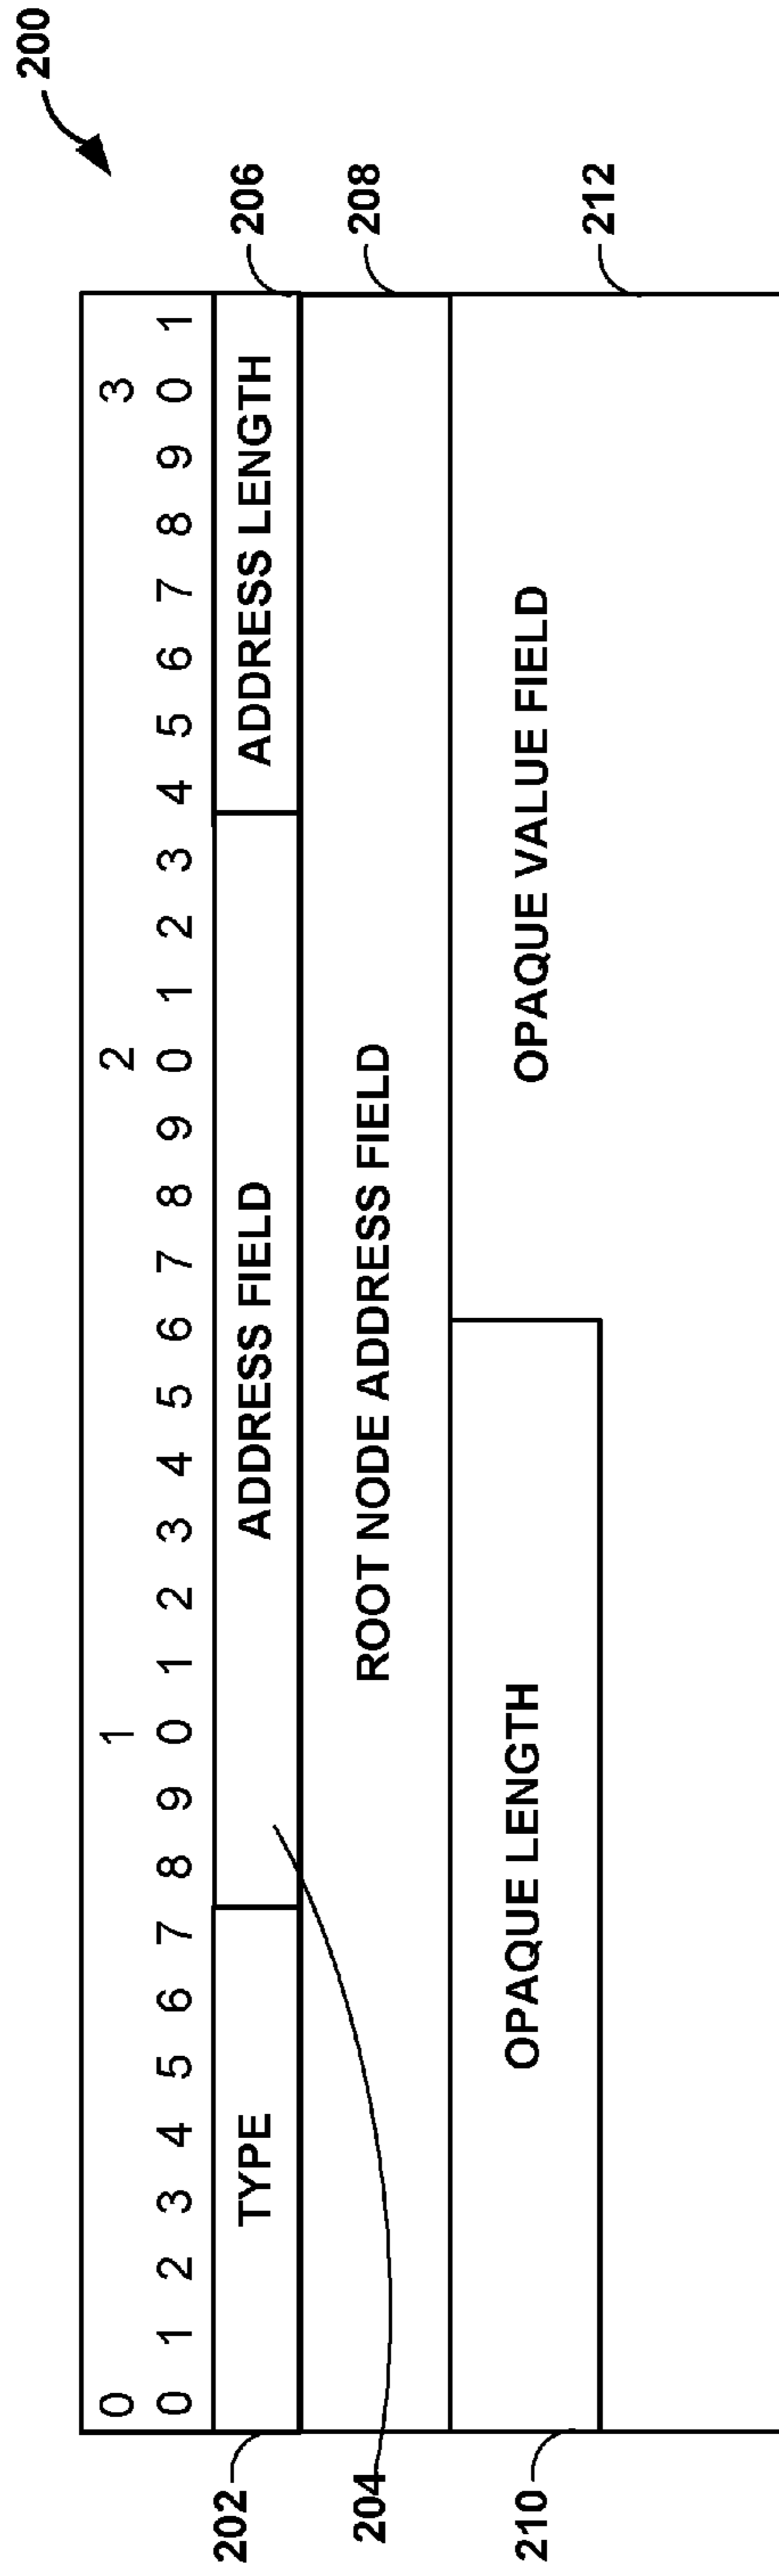 200
0 1 2 3
0 1 2 3 4 5 6 7 8 9 0 1 2 3 4 5 6 7 8 9 0 1 2 3 4 5 6 7 8 9 0 1
202 TYPE ADDRESS FIELD ADDRESS LENGTH 206
204 ROOT NODE ADDRESS FIELD 208
210 OPAQUE LENGTH OPAQUE VALUE FIELD 212